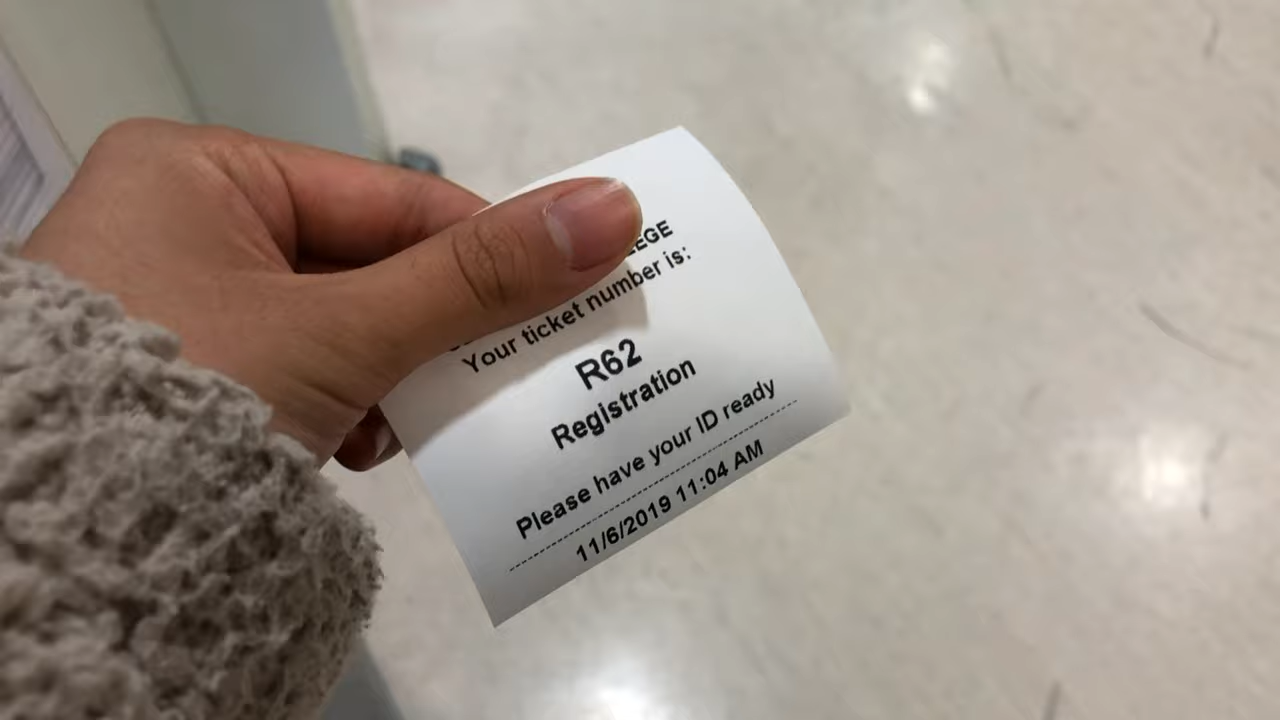 Your ticket number is:
R62
Registration
Please have your ID ready
11/6/2019 11:04 AM